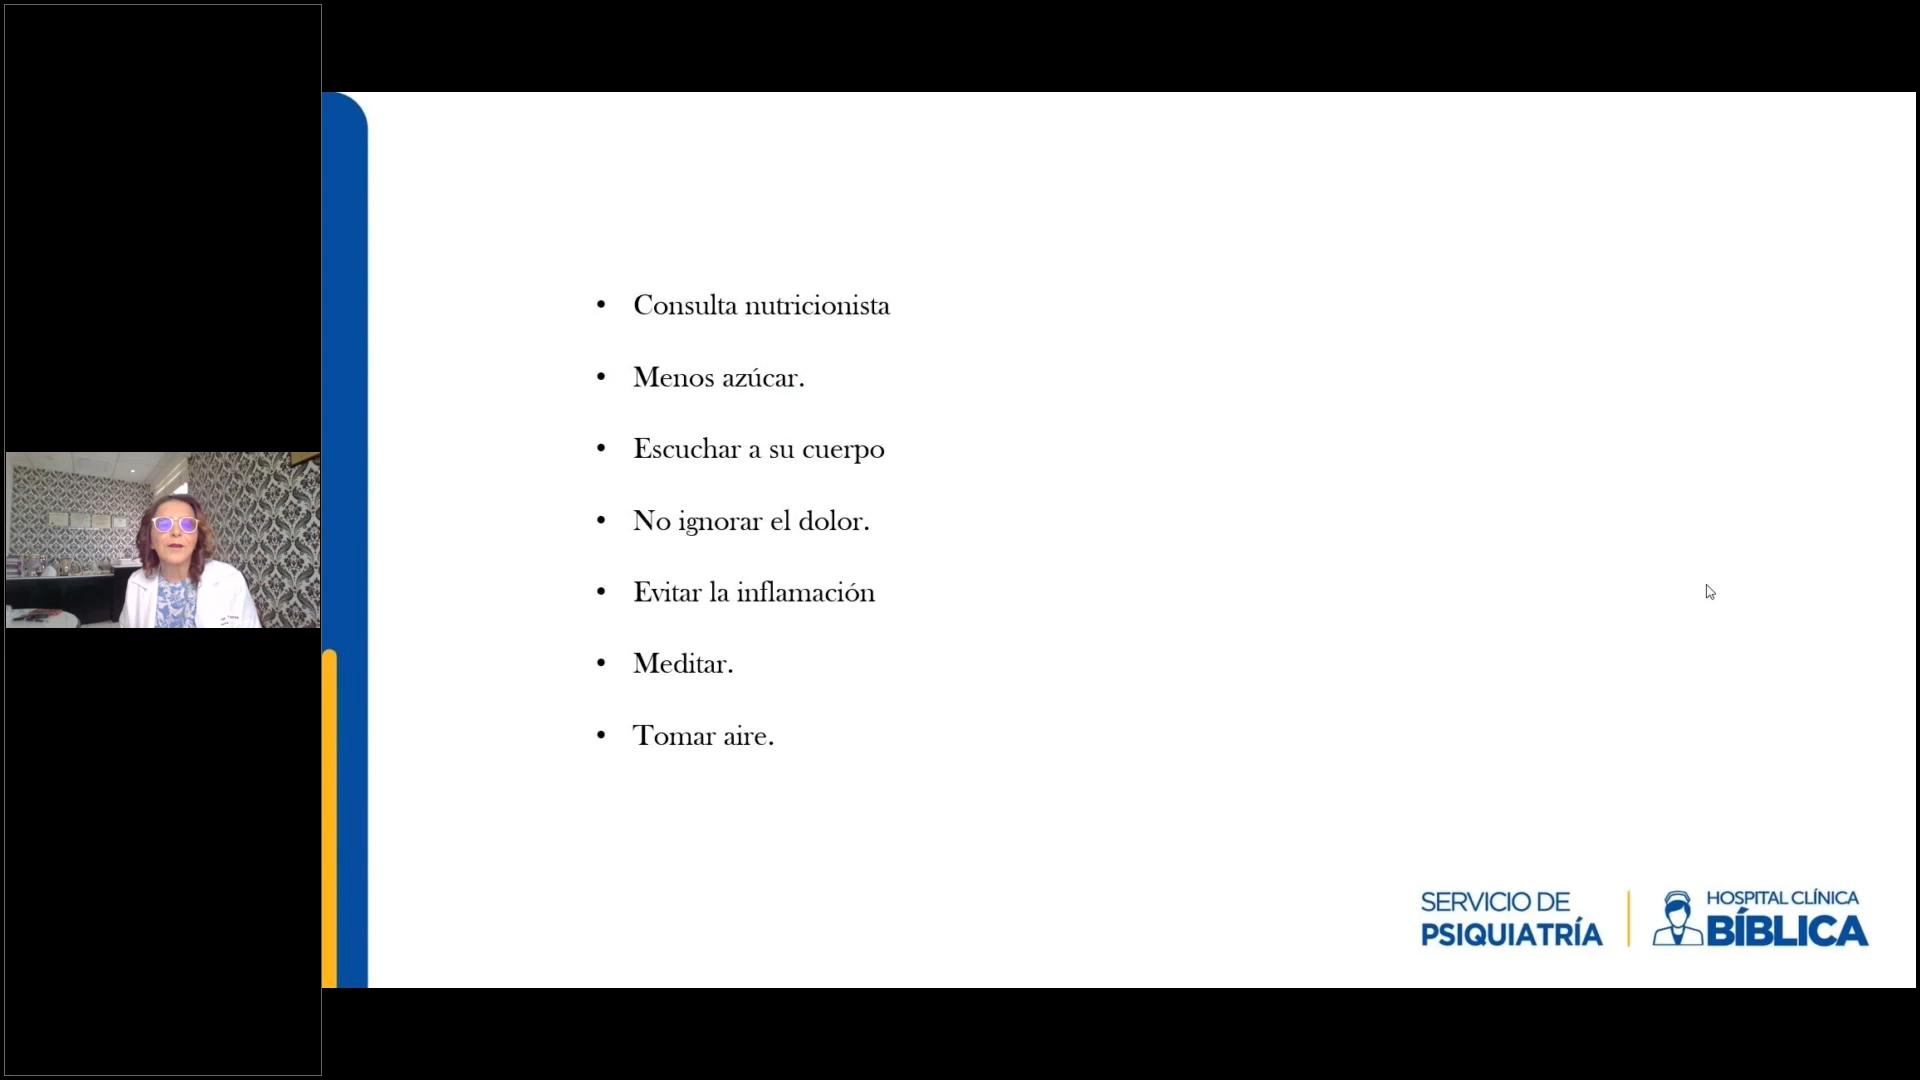 • Consulta nutricionista
• Menos azúcar.
• Escuchar a su cuerpo
• No ignorar el dolor.
• Evitar la inflamación
• Meditar.
• Tomar aire.
SERVICIO DE
PSIQUIATRÍA
HOSPITAL CLÍNICA
BÍBLICA